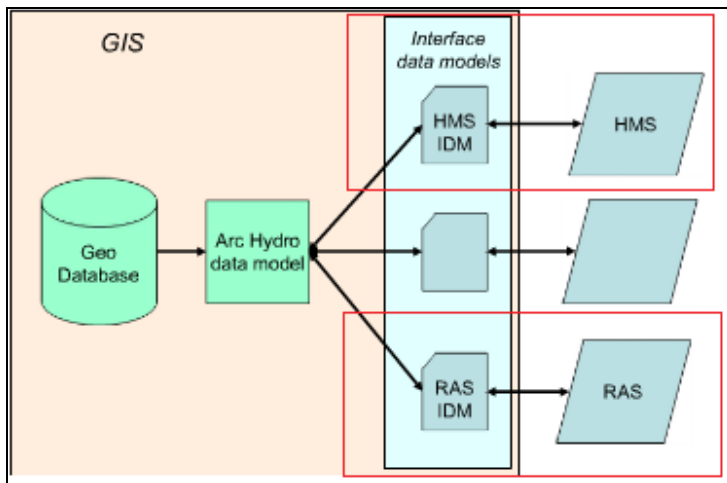 GIS
Interface
data models
HMS
IDM
HMS
Geo
Database
Arc Hydro
data model
RAS
IDM
RAS